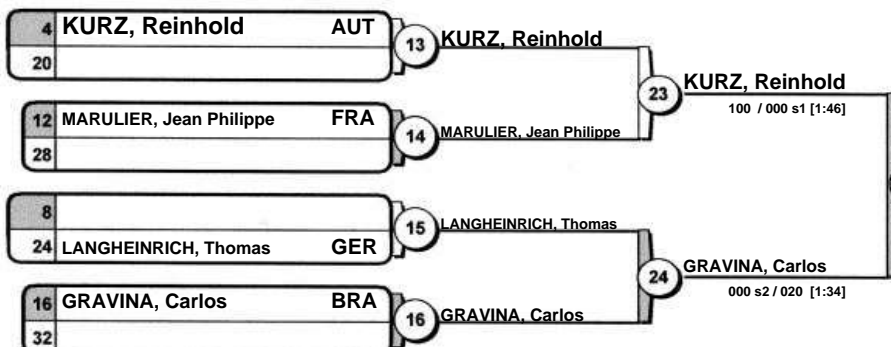 4 KURZ, Reinhold AUT
20
13 KURZ, Reinhold
12 MARULIER, Jean Philippe FRA
28
14 MARULIER, Jean Philippe
23 KURZ, Reinhold
100 / 000 s1 [1:46]
8
24 LANGHEINRICH, Thomas GER
15 LANGHEINRICH, Thomas
16 GRAVINA, Carlos BRA
32
16 GRAVINA, Carlos
24 GRAVINA, Carlos
000 s2 / 020 [1:34]